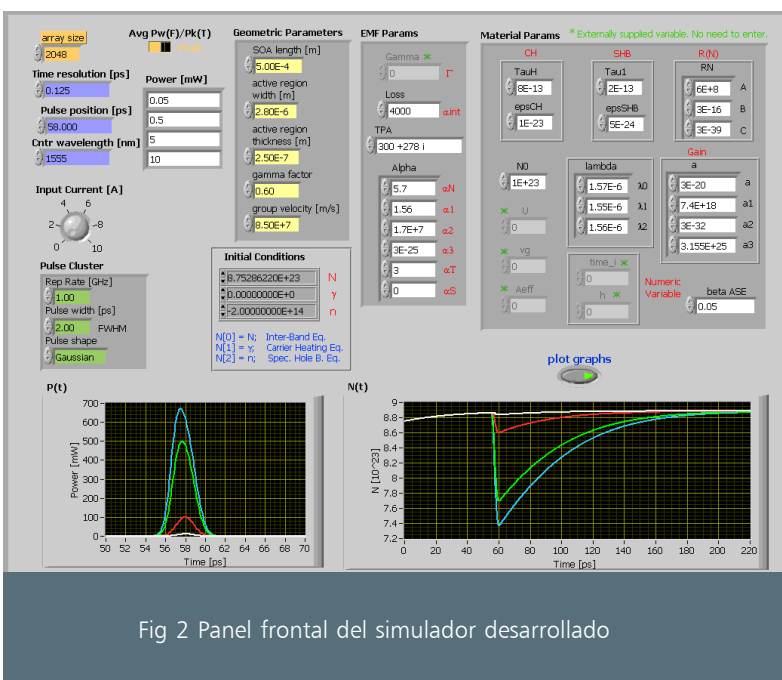 array size
2048
Time resolution [ps]
0.125
Pulse position [ps]
58.000
Cntr wavelength [nm]
1555
Avg Pw(F)/Pk(T)
Power [mW]
0.05
0.5
5
10
Input Current [A]
0 2 4 6 8 10
Pulse Cluster
Rep Rate [GHz]
1.00
Pulse width [ps]
2.00 FWHM
Pulse shape
Gaussian
Geometric Parameters
SOA length [m]
5.00E-4
active region
width [m]
2.80E-6
active region
thickness [m]
2.50E-7
gamma factor
0.60
group velocity [m/s]
8.50E+7
Initial Conditions
8.75286220E+23 N
0.00000000E+0 γ
-2.00000000E+14 n
N[0] = N; Inter-Band Eq.
N[1] = γ; Carrier Heating Eq.
N[2] = n; Spec. Hole B. Eq.
EMF Params
Gamma *
0 Γ
Loss
4000 αint
TPA
300 +278 i
Alpha
5.7 αN
1.56 α1
1.7E+7 α2
3E-25 α3
3 αT
0 αS
Material Params
* Externally supplied variable. No need to enter.
CH
TauH
8E-13
epsCH
1E-23
SHB
Tau1
2E-13
epsSHB
5E-24
R(N)
RN
6E+8 A
3E-16 B
3E-39 C
N0
1E+23
* U
0
* vg
0
* Aeff
0
lambda
1.57E-6 λ0
1.55E-6 λ1
1.56E-6 λ2
time_i *
0
h *
0
Numeric
Variable
Gain
a
3E-20 a
7.4E+18 a1
3E-32 a2
3.155E+25 a3
beta ASE
0.05
plot graphs
P(t)
Power [mW]
700
600
500
400
300
200
100
0
50 52 54 56 58 60 62 64 66 68 70
Time [ps]
N(t)
N [10^23]
9
8.8
8.6
8.4
8.2
8
7.8
7.6
7.4
7.2
0 20 40 60 80 100 120 140 160 180 200 220
Time [ps]
Fig 2 Panel frontal del simulador desarrollado